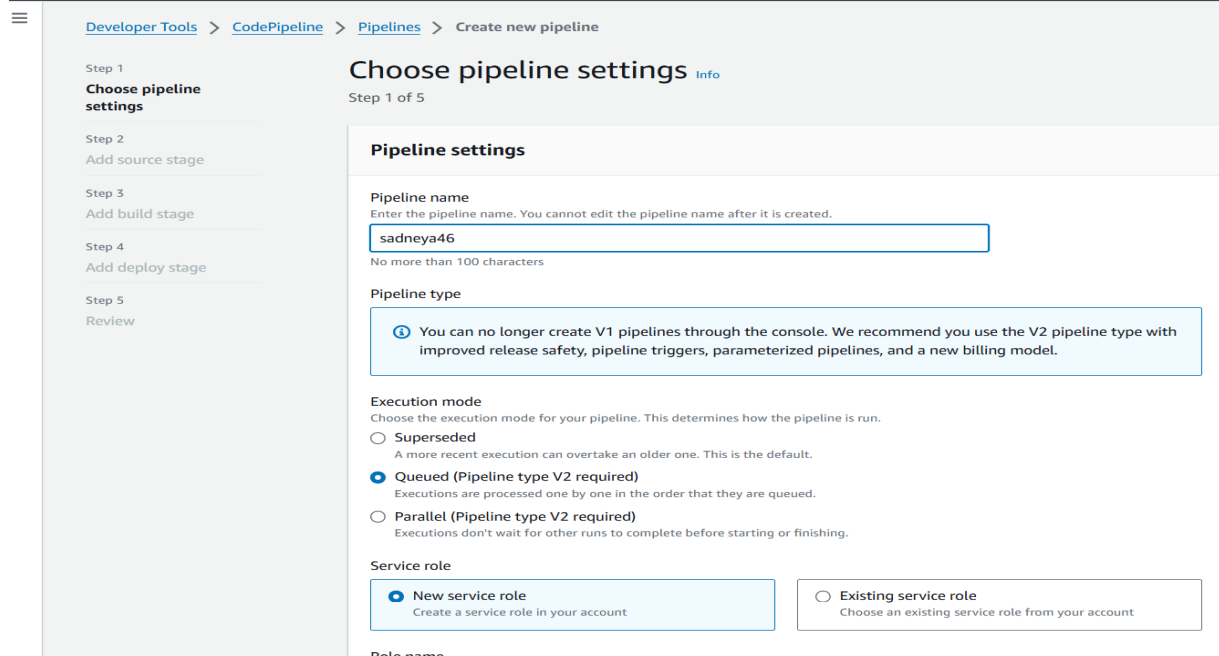 Developer Tools > CodePipeline > Pipelines > Create new pipeline
Step 1
Choose pipeline
settings
Step 2
Add source stage
Step 3
Add build stage
Step 4
Add deploy stage
Step 5
Review
Choose pipeline settings Info
Step 1 of 5
Pipeline settings
Pipeline name
Enter the pipeline name. You cannot edit the pipeline name after it is created.
sadneya46
No more than 100 characters
Pipeline type
You can no longer create V1 pipelines through the console. We recommend you use the V2 pipeline type with
improved release safety, pipeline triggers, parameterized pipelines, and a new billing model.
Execution mode
Choose the execution mode for your pipeline. This determines how the pipeline is run.
Superseded
A more recent execution can overtake an older one. This is the default.
Queued (Pipeline type V2 required)
Executions are processed one by one in the order that they are queued.
Parallel (Pipeline type V2 required)
Executions don't wait for other runs to complete before starting or finishing.
Service role
New service role
Create a service role in your account
Existing service role
Choose an existing service role from your account
Role name